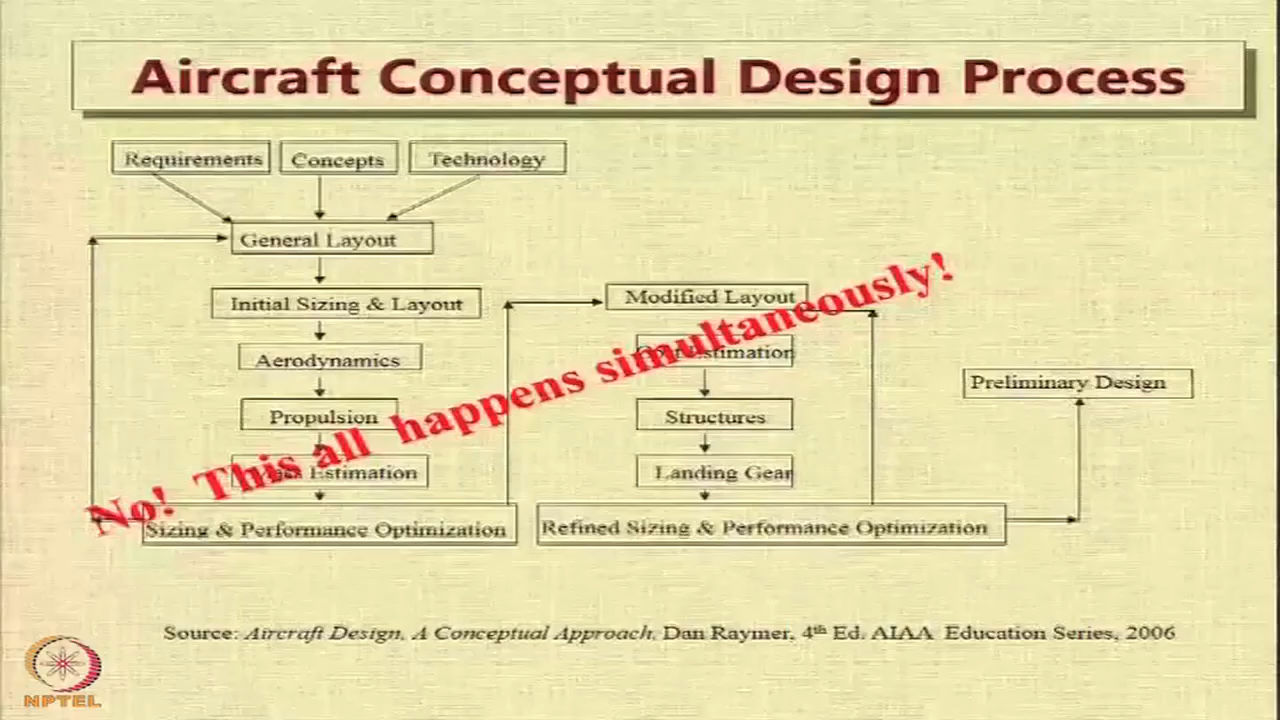 Aircraft Conceptual Design Process
Requirements
Concepts
Technology
General Layout
Initial Sizing & Layout
Aerodynamics
Propulsion
Estimation
Sizing & Performance Optimization
Modified Layout
Estimation
Structures
Landing Gear
Refined Sizing & Performance Optimization
Preliminary Design
No! This all happens simultaneously!
Source: Aircraft Design, A Conceptual Approach, Dan Raymer, 4th Ed. AIAA Education Series, 2006
NPTEL